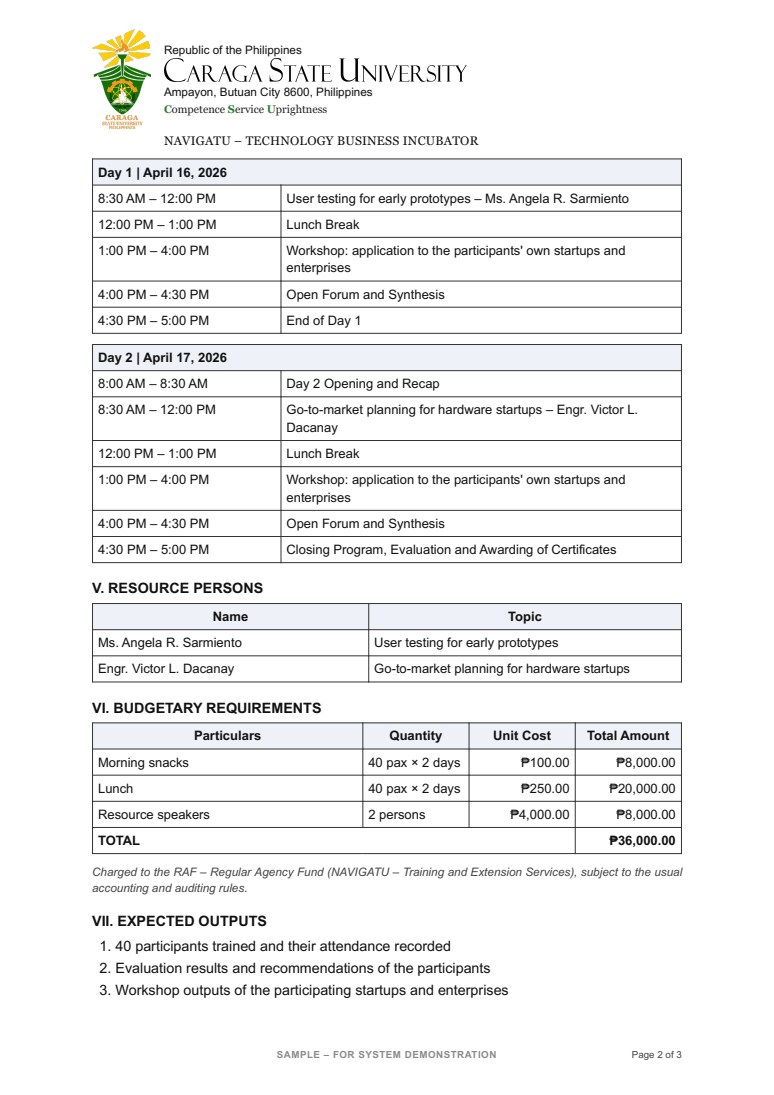 Republic of the Philippines
CARAGA STATE UNIVERSITY
Ampayon, Butuan City 8600, Philippines
Competence Service Uprightness
CARAGA
STATE UNIVERSITY
PHILIPPINES
NAVIGATU – TECHNOLOGY BUSINESS INCUBATOR
Day 1 | April 16, 2026
8:30 AM – 12:00 PM User testing for early prototypes – Ms. Angela R. Sarmiento
12:00 PM – 1:00 PM Lunch Break
1:00 PM – 4:00 PM Workshop: application to the participants' own startups and
enterprises
4:00 PM – 4:30 PM Open Forum and Synthesis
4:30 PM – 5:00 PM End of Day 1
Day 2 | April 17, 2026
8:00 AM – 8:30 AM Day 2 Opening and Recap
8:30 AM – 12:00 PM Go-to-market planning for hardware startups – Engr. Victor L.
Dacanay
12:00 PM – 1:00 PM Lunch Break
1:00 PM – 4:00 PM Workshop: application to the participants' own startups and
enterprises
4:00 PM – 4:30 PM Open Forum and Synthesis
4:30 PM – 5:00 PM Closing Program, Evaluation and Awarding of Certificates
V. RESOURCE PERSONS
Name Topic
Ms. Angela R. Sarmiento User testing for early prototypes
Engr. Victor L. Dacanay Go-to-market planning for hardware startups
VI. BUDGETARY REQUIREMENTS
Particulars Quantity Unit Cost Total Amount
Morning snacks 40 pax × 2 days ₱100.00 ₱8,000.00
Lunch 40 pax × 2 days ₱250.00 ₱20,000.00
Resource speakers 2 persons ₱4,000.00 ₱8,000.00
TOTAL ₱36,000.00
Charged to the RAF – Regular Agency Fund (NAVIGATU – Training and Extension Services), subject to the usual
accounting and auditing rules.
VII. EXPECTED OUTPUTS
1. 40 participants trained and their attendance recorded
2. Evaluation results and recommendations of the participants
3. Workshop outputs of the participating startups and enterprises
SAMPLE – FOR SYSTEM DEMONSTRATION Page 2 of 3